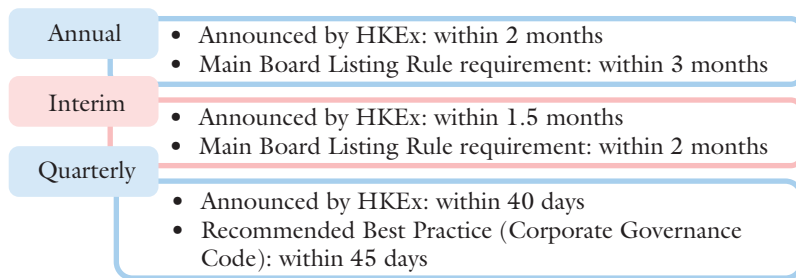 Annual
• Announced by HKEx: within 2 months
• Main Board Listing Rule requirement: within 3 months
Interim
• Announced by HKEx: within 1.5 months
• Main Board Listing Rule requirement: within 2 months
Quarterly
• Announced by HKEx: within 40 days
• Recommended Best Practice (Corporate Governance
Code): within 45 days